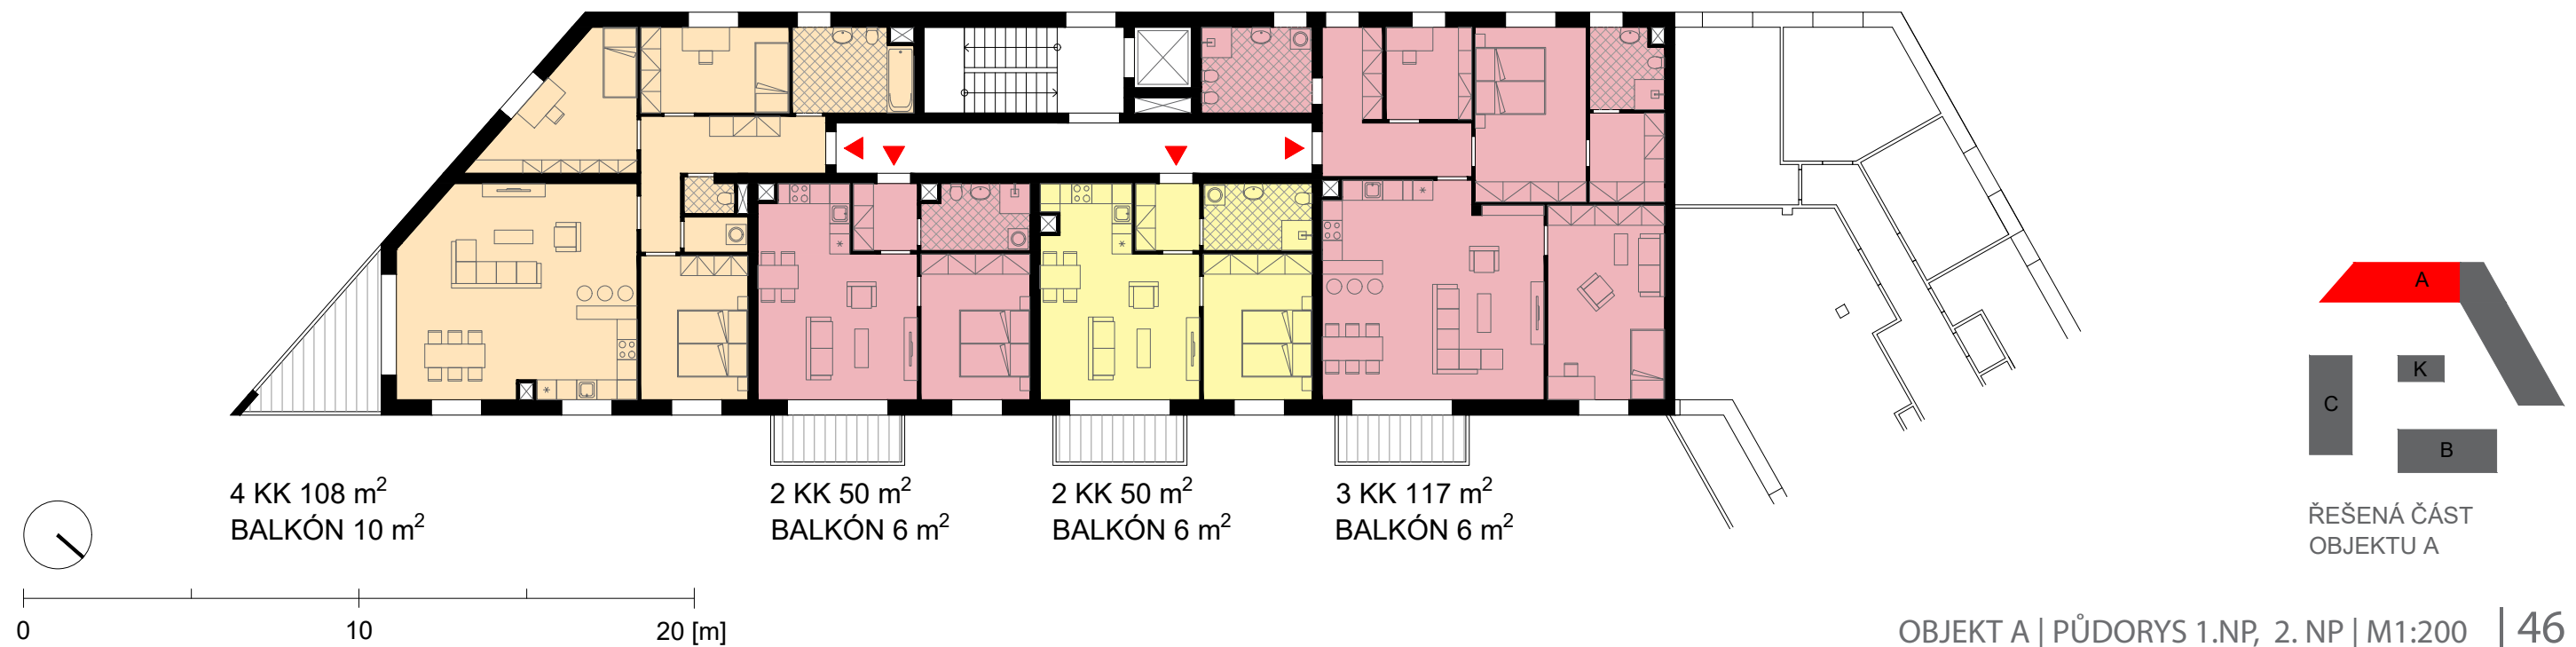 4 KK 108 m²
BALKÓN 10 m²
2 KK 50 m²
BALKÓN 6 m²
2 KK 50 m²
BALKÓN 6 m²
3 KK 117 m²
BALKÓN 6 m²
A
K
C
B
ŘEŠENÁ ČÁST
OBJEKTU A
0 10 20 [m]
OBJEKT A | PŮDORYS 1.NP, 2. NP | M1:200 | 46